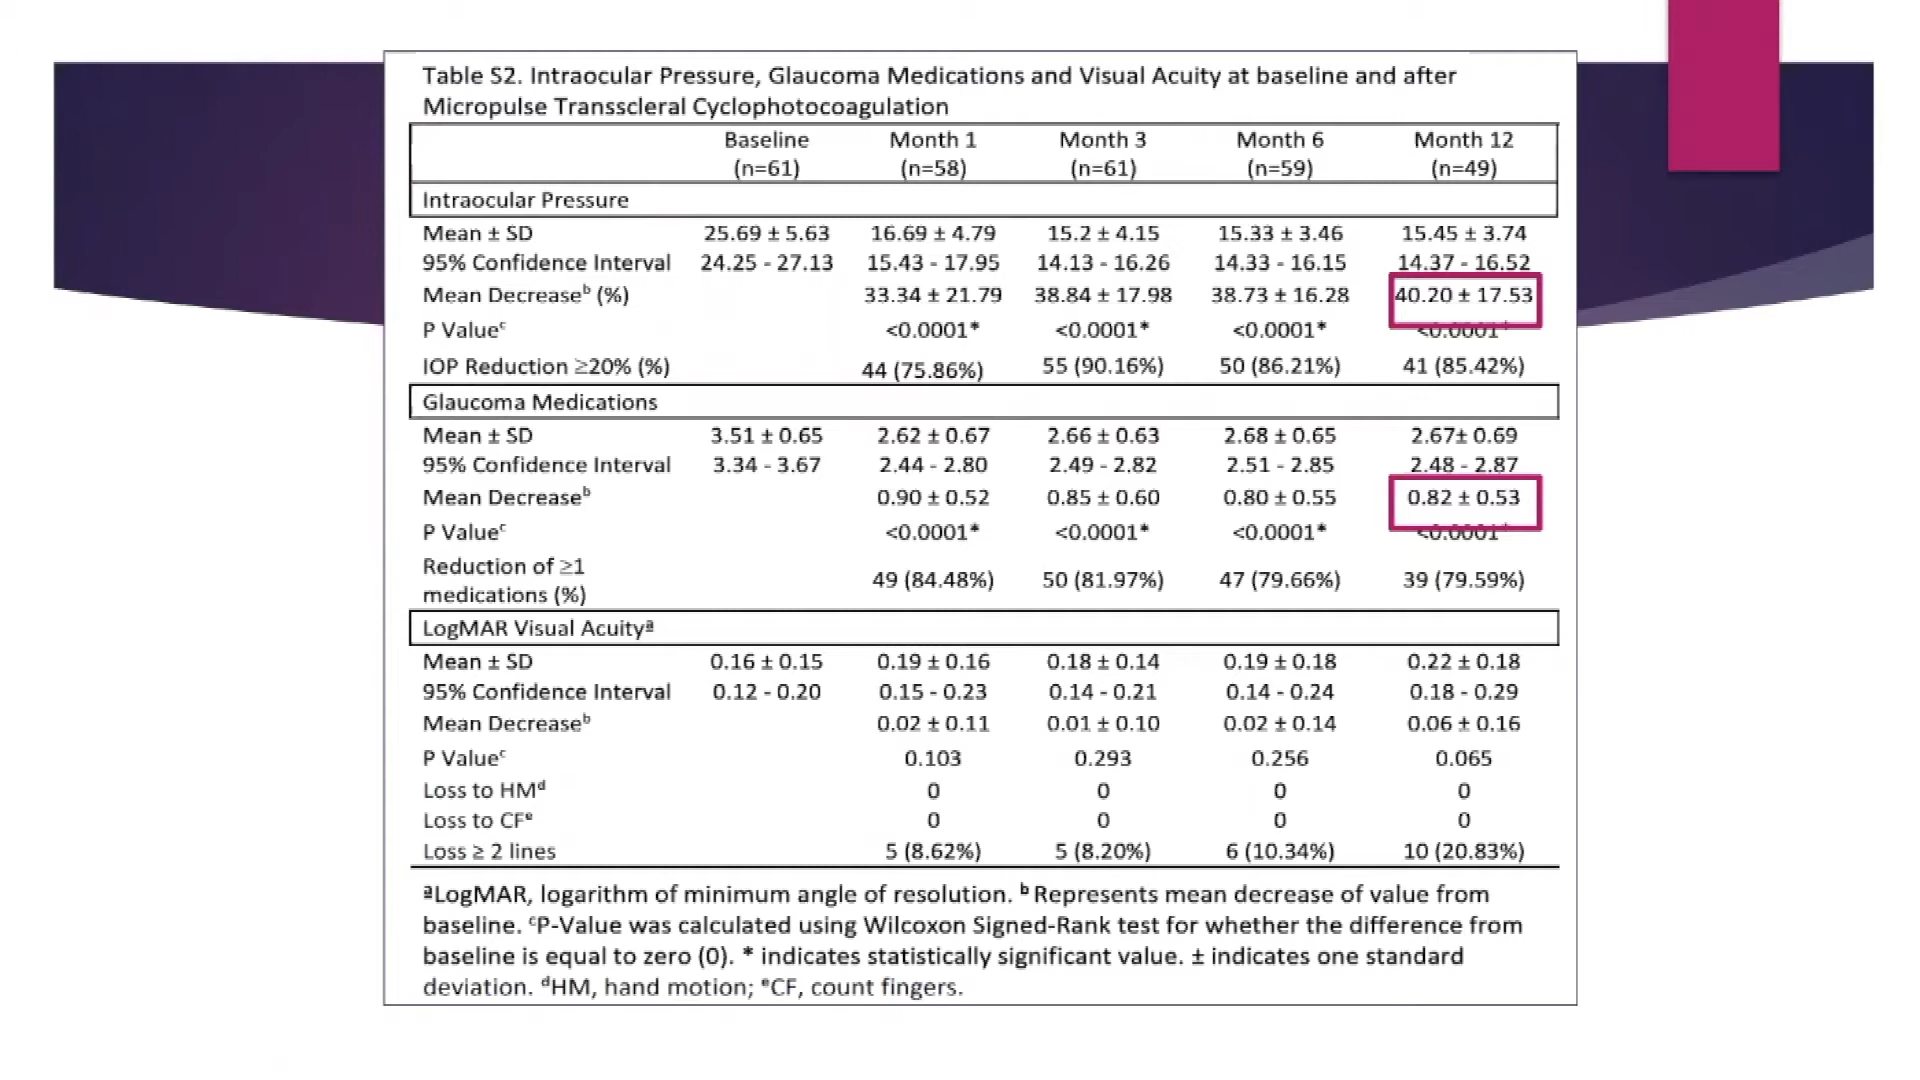 Table S2. Intraocular Pressure, Glaucoma Medications and Visual Acuity at baseline and after
Micropulse Transscleral Cyclophotocoagulation
Baseline Month 1 Month 3 Month 6 Month 12
(n=61) (n=58) (n=61) (n=59) (n=49)
Intraocular Pressure
Mean ± SD 25.69 ± 5.63 16.69 ± 4.79 15.2 ± 4.15 15.33 ± 3.46 15.45 ± 3.74
95% Confidence Interval 24.25 - 27.13 15.43 - 17.95 14.13 - 16.26 14.33 - 16.15 14.37 - 16.52
Mean Decreaseᵇ (%) 33.34 ± 21.79 38.84 ± 17.98 38.73 ± 16.28 40.20 ± 17.53
P Valueᶜ <0.0001* <0.0001* <0.0001* <0.0001*
IOP Reduction ≥20% (%) 44 (75.86%) 55 (90.16%) 50 (86.21%) 41 (85.42%)
Glaucoma Medications
Mean ± SD 3.51 ± 0.65 2.62 ± 0.67 2.66 ± 0.63 2.68 ± 0.65 2.67± 0.69
95% Confidence Interval 3.34 - 3.67 2.44 - 2.80 2.49 - 2.82 2.51 - 2.85 2.48 - 2.87
Mean Decreaseᵇ 0.90 ± 0.52 0.85 ± 0.60 0.80 ± 0.55 0.82 ± 0.53
P Valueᶜ <0.0001* <0.0001* <0.0001* <0.0001*
Reduction of ≥1
medications (%) 49 (84.48%) 50 (81.97%) 47 (79.66%) 39 (79.59%)
LogMAR Visual Acuityª
Mean ± SD 0.16 ± 0.15 0.19 ± 0.16 0.18 ± 0.14 0.19 ± 0.18 0.22 ± 0.18
95% Confidence Interval 0.12 - 0.20 0.15 - 0.23 0.14 - 0.21 0.14 - 0.24 0.18 - 0.29
Mean Decreaseᵇ 0.02 ± 0.11 0.01 ± 0.10 0.02 ± 0.14 0.06 ± 0.16
P Valueᶜ 0.103 0.293 0.256 0.065
Loss to HMᵈ 0 0 0 0
Loss to CFᵉ 0 0 0 0
Loss ≥ 2 lines 5 (8.62%) 5 (8.20%) 6 (10.34%) 10 (20.83%)
ªLogMAR, logarithm of minimum angle of resolution. ᵇ Represents mean decrease of value from
baseline. ᶜP-Value was calculated using Wilcoxon Signed-Rank test for whether the difference from
baseline is equal to zero (0). * indicates statistically significant value. ± indicates one standard
deviation. ᵈHM, hand motion; ᵉCF, count fingers.